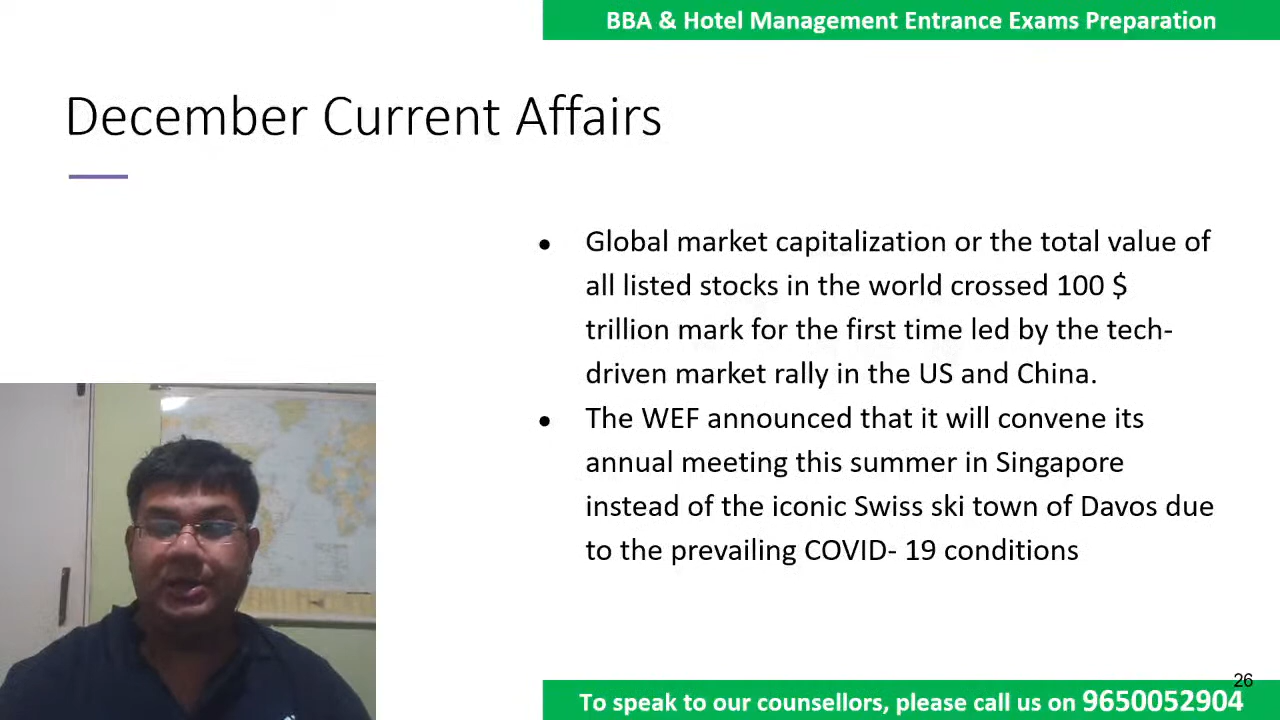 BBA & Hotel Management Entrance Exams Preparation
December Current Affairs
● Global market capitalization or the total value of
all listed stocks in the world crossed 100 $
trillion mark for the first time led by the tech-
driven market rally in the US and China.
● The WEF announced that it will convene its
annual meeting this summer in Singapore
instead of the iconic Swiss ski town of Davos due
to the prevailing COVID- 19 conditions
26
To speak to our counsellors, please call us on 9650052904